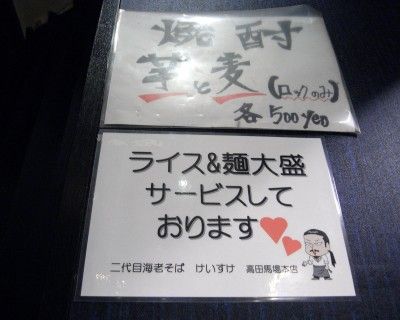 焼酎
芋と麦(ロックのみ)
各500yen
ライス&麺大盛
サービスして
おります
二代目海老そば けいすけ 高田馬場本店